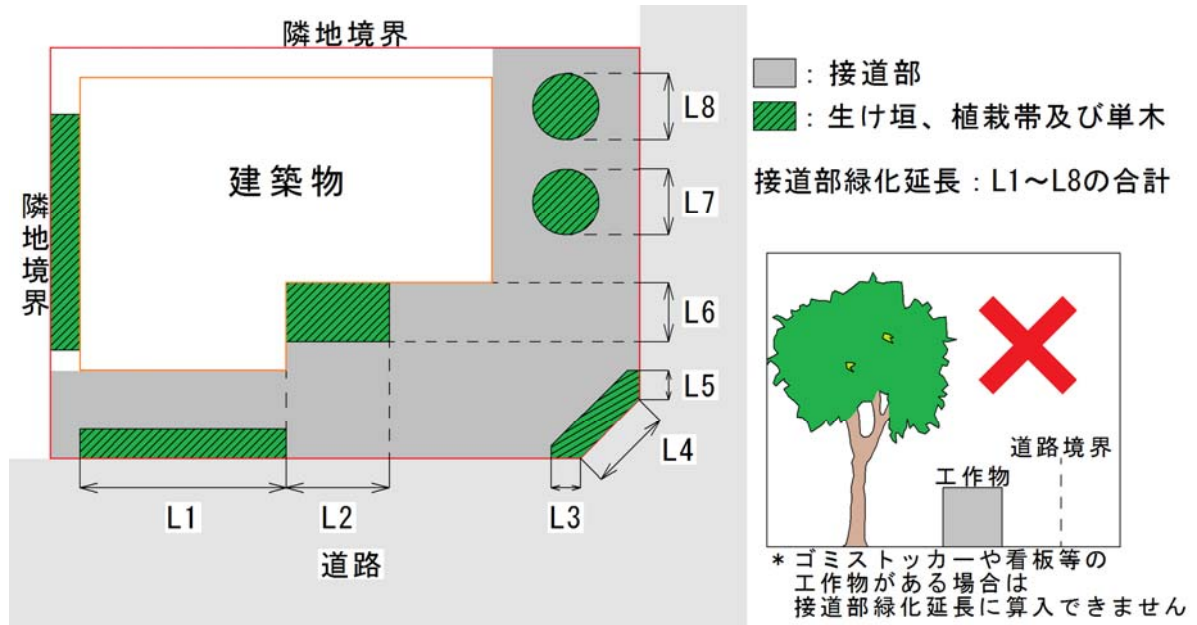 隣地境界
隣地境界
建築物
L8
L7
L6
L5
L4
L1
L2
L3
道路
：接道部
：生け垣、植栽帯及び単木
接道部緑化延長：L1～L8の合計
道路境界
工作物
＊ゴミストッカーや看板等の
工作物がある場合は
接道部緑化延長に算入できません